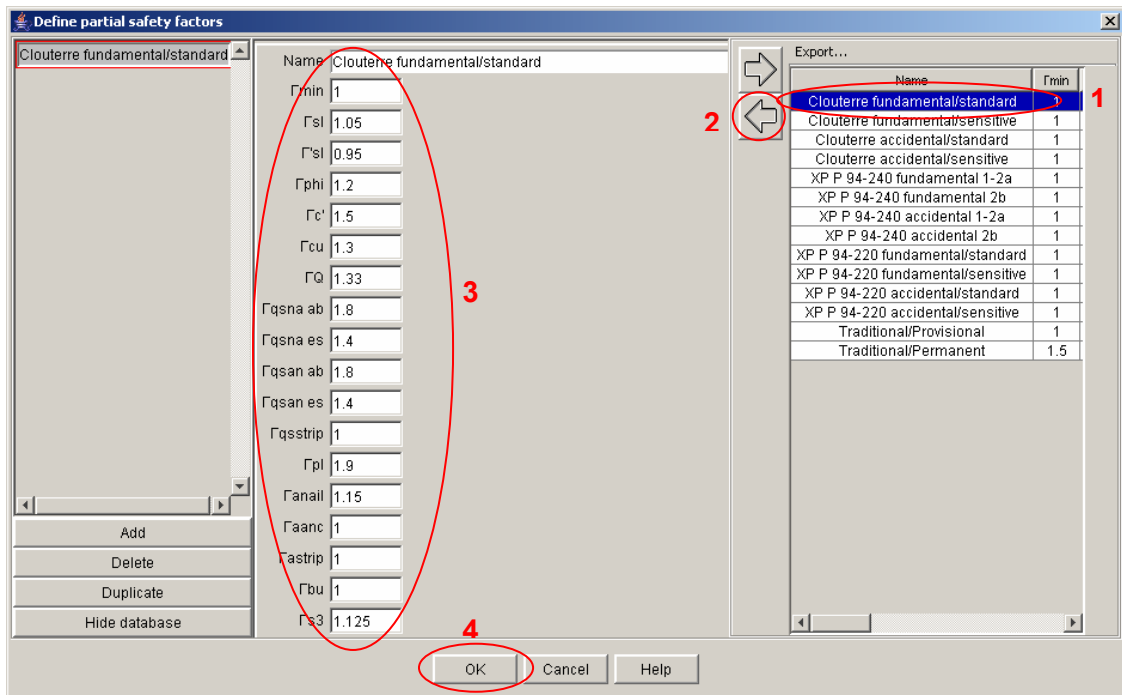 Define partial safety factors
Clouterre fundamental/standard
Add
Delete
Duplicate
Hide database
Name Clouterre fundamental/standard
Γmin 1
Γsl 1.05
Γ'sl 0.95
Γphi 1.2
Γc' 1.5
Γcu 1.3
ΓQ 1.33
Γqsna ab 1.8
Γqsna es 1.4
Γqsan ab 1.8
Γqsan es 1.4
Γqsstrip 1
Γpl 1.9
Γanail 1.15
Γaanc 1
Γastrip 1
Γbu 1
Γs3 1.125
3
2
Export...
Name Γmin
Clouterre fundamental/standard 1
1
Clouterre fundamental/sensitive 1
Clouterre accidental/standard 1
Clouterre accidental/sensitive 1
XP P 94-240 fundamental 1-2a 1
XP P 94-240 fundamental 2b 1
XP P 94-240 accidental 1-2a 1
XP P 94-240 accidental 2b 1
XP P 94-220 fundamental/standard 1
XP P 94-220 fundamental/sensitive 1
XP P 94-220 accidental/standard 1
XP P 94-220 accidental/sensitive 1
Traditional/Provisional 1
Traditional/Permanent 1.5
4
OK Cancel Help